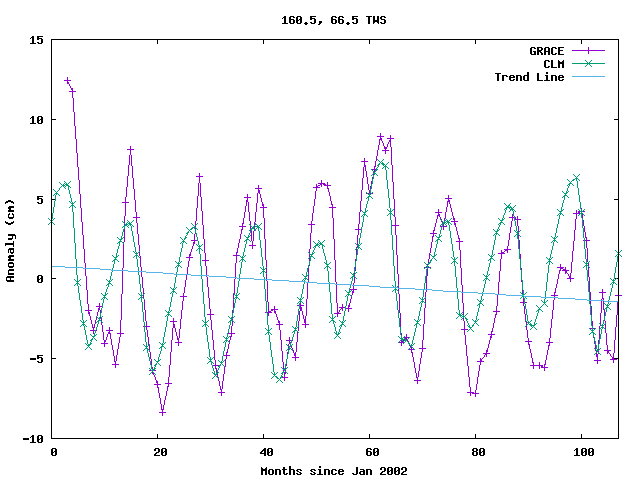 160.5, 66.5 TWS
GRACE
CLM
Trend Line
15
10
5
0
-5
-10
Anomaly (cm)
0 20 40 60 80 100
Months since Jan 2002